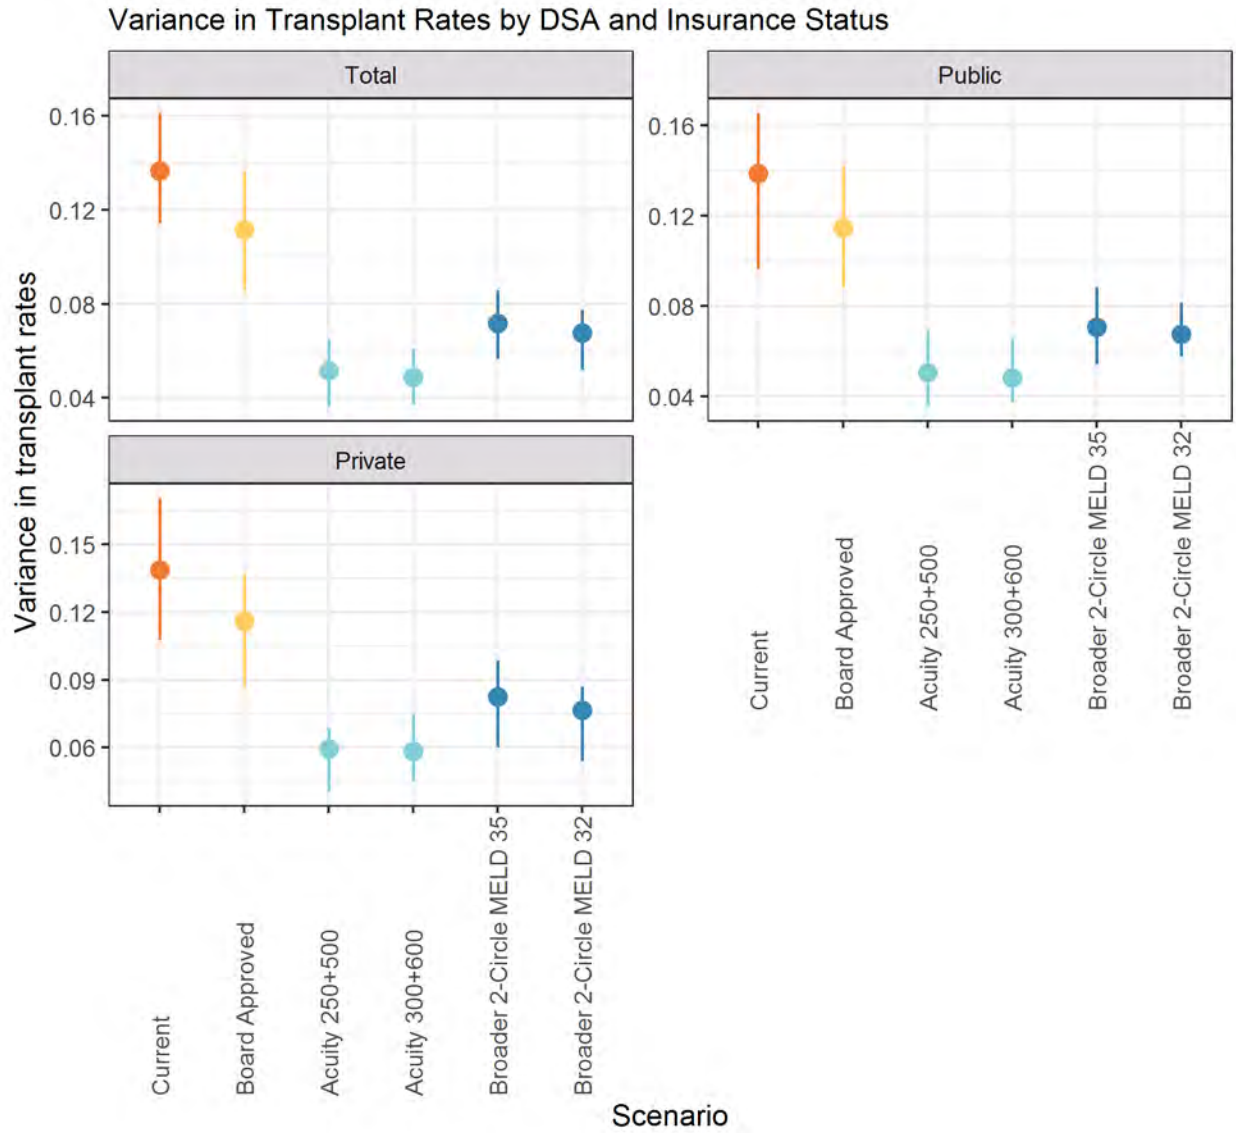 Variance in Transplant Rates by DSA and Insurance Status
Total
Public
0.16
0.12
0.08
0.04
0.16
0.12
0.08
0.04
Current
Board Approved
Acuity 250+500
Acuity 300+600
Broader 2-Circle MELD 35
Broader 2-Circle MELD 32
Variance in transplant rates
Private
0.15
0.12
0.09
0.06
Current
Board Approved
Acuity 250+500
Acuity 300+600
Broader 2-Circle MELD 35
Broader 2-Circle MELD 32
Scenario